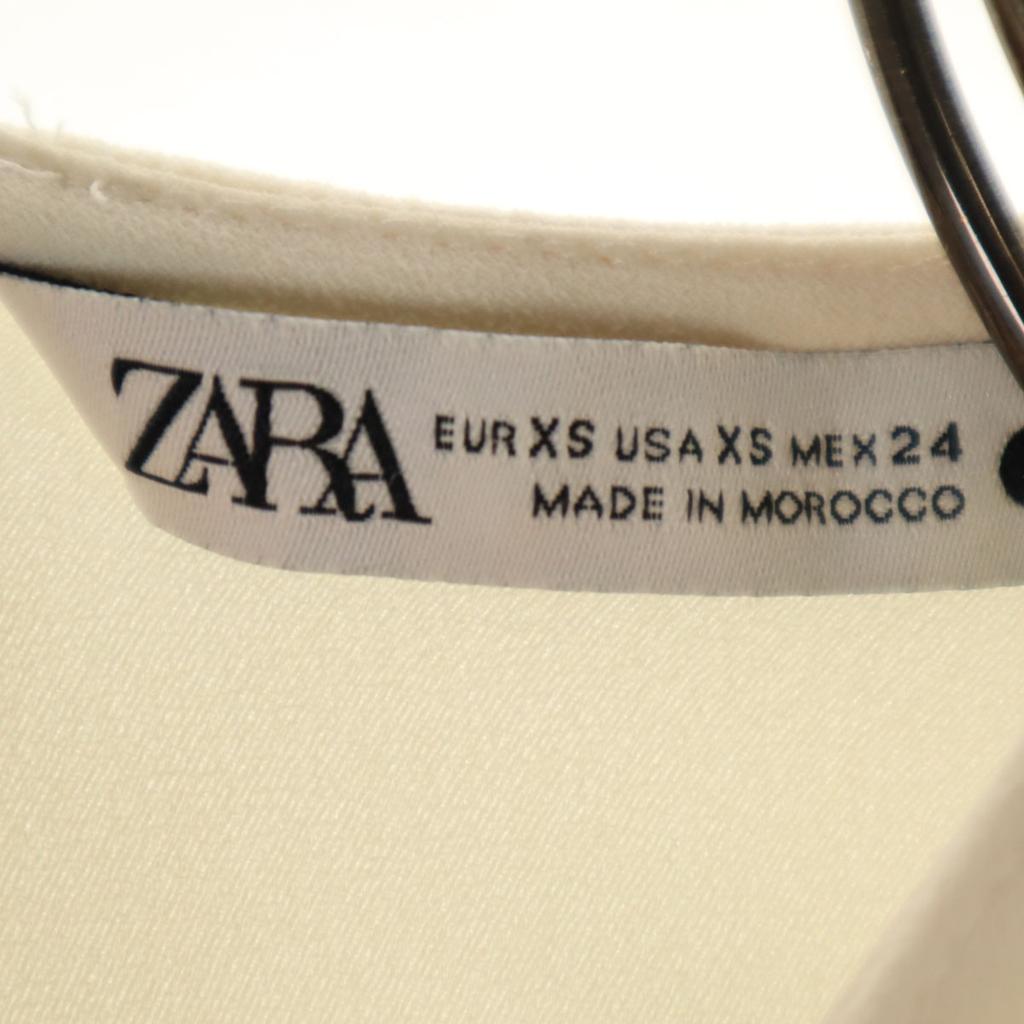 ZARA EUR XS USA XS MEX 24
MADE IN MOROCCO